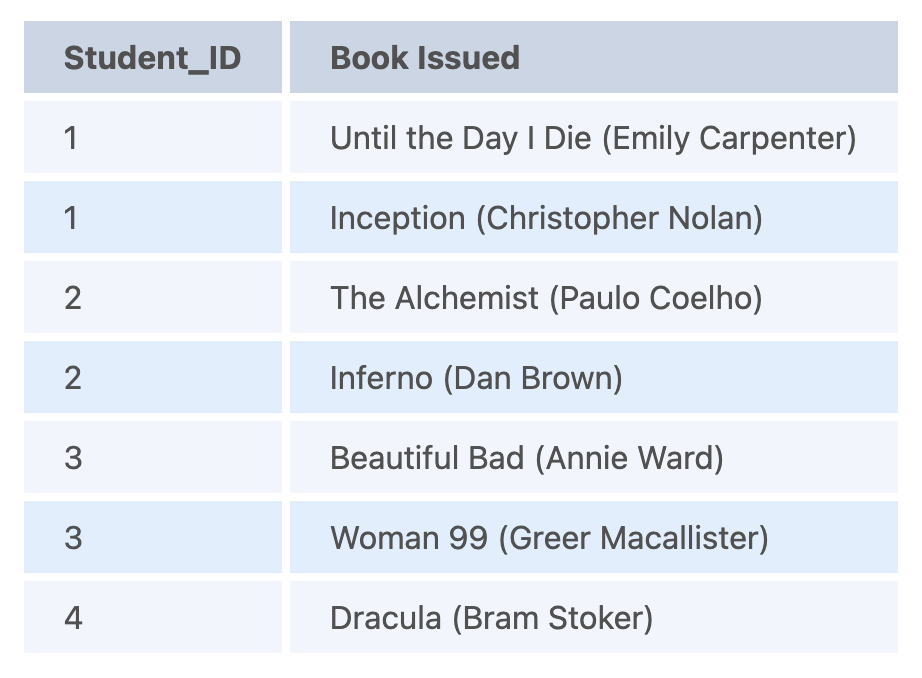 Student_ID Book Issued
1 Until the Day I Die (Emily Carpenter)
1 Inception (Christopher Nolan)
2 The Alchemist (Paulo Coelho)
2 Inferno (Dan Brown)
3 Beautiful Bad (Annie Ward)
3 Woman 99 (Greer Macallister)
4 Dracula (Bram Stoker)